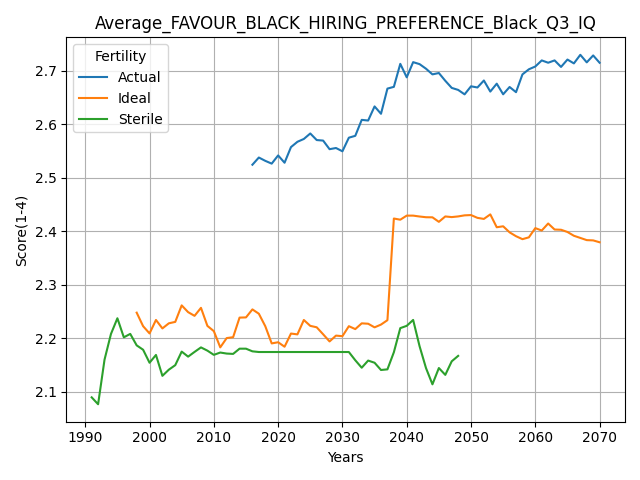 Average_FAVOUR_BLACK_HIRING_PREFERENCE_Black_Q3_IQ
Fertility
Actual
Ideal
Sterile
Score(1-4)
2.7
2.6
2.5
2.4
2.3
2.2
2.1
1990 2000 2010 2020 2030 2040 2050 2060 2070
Years